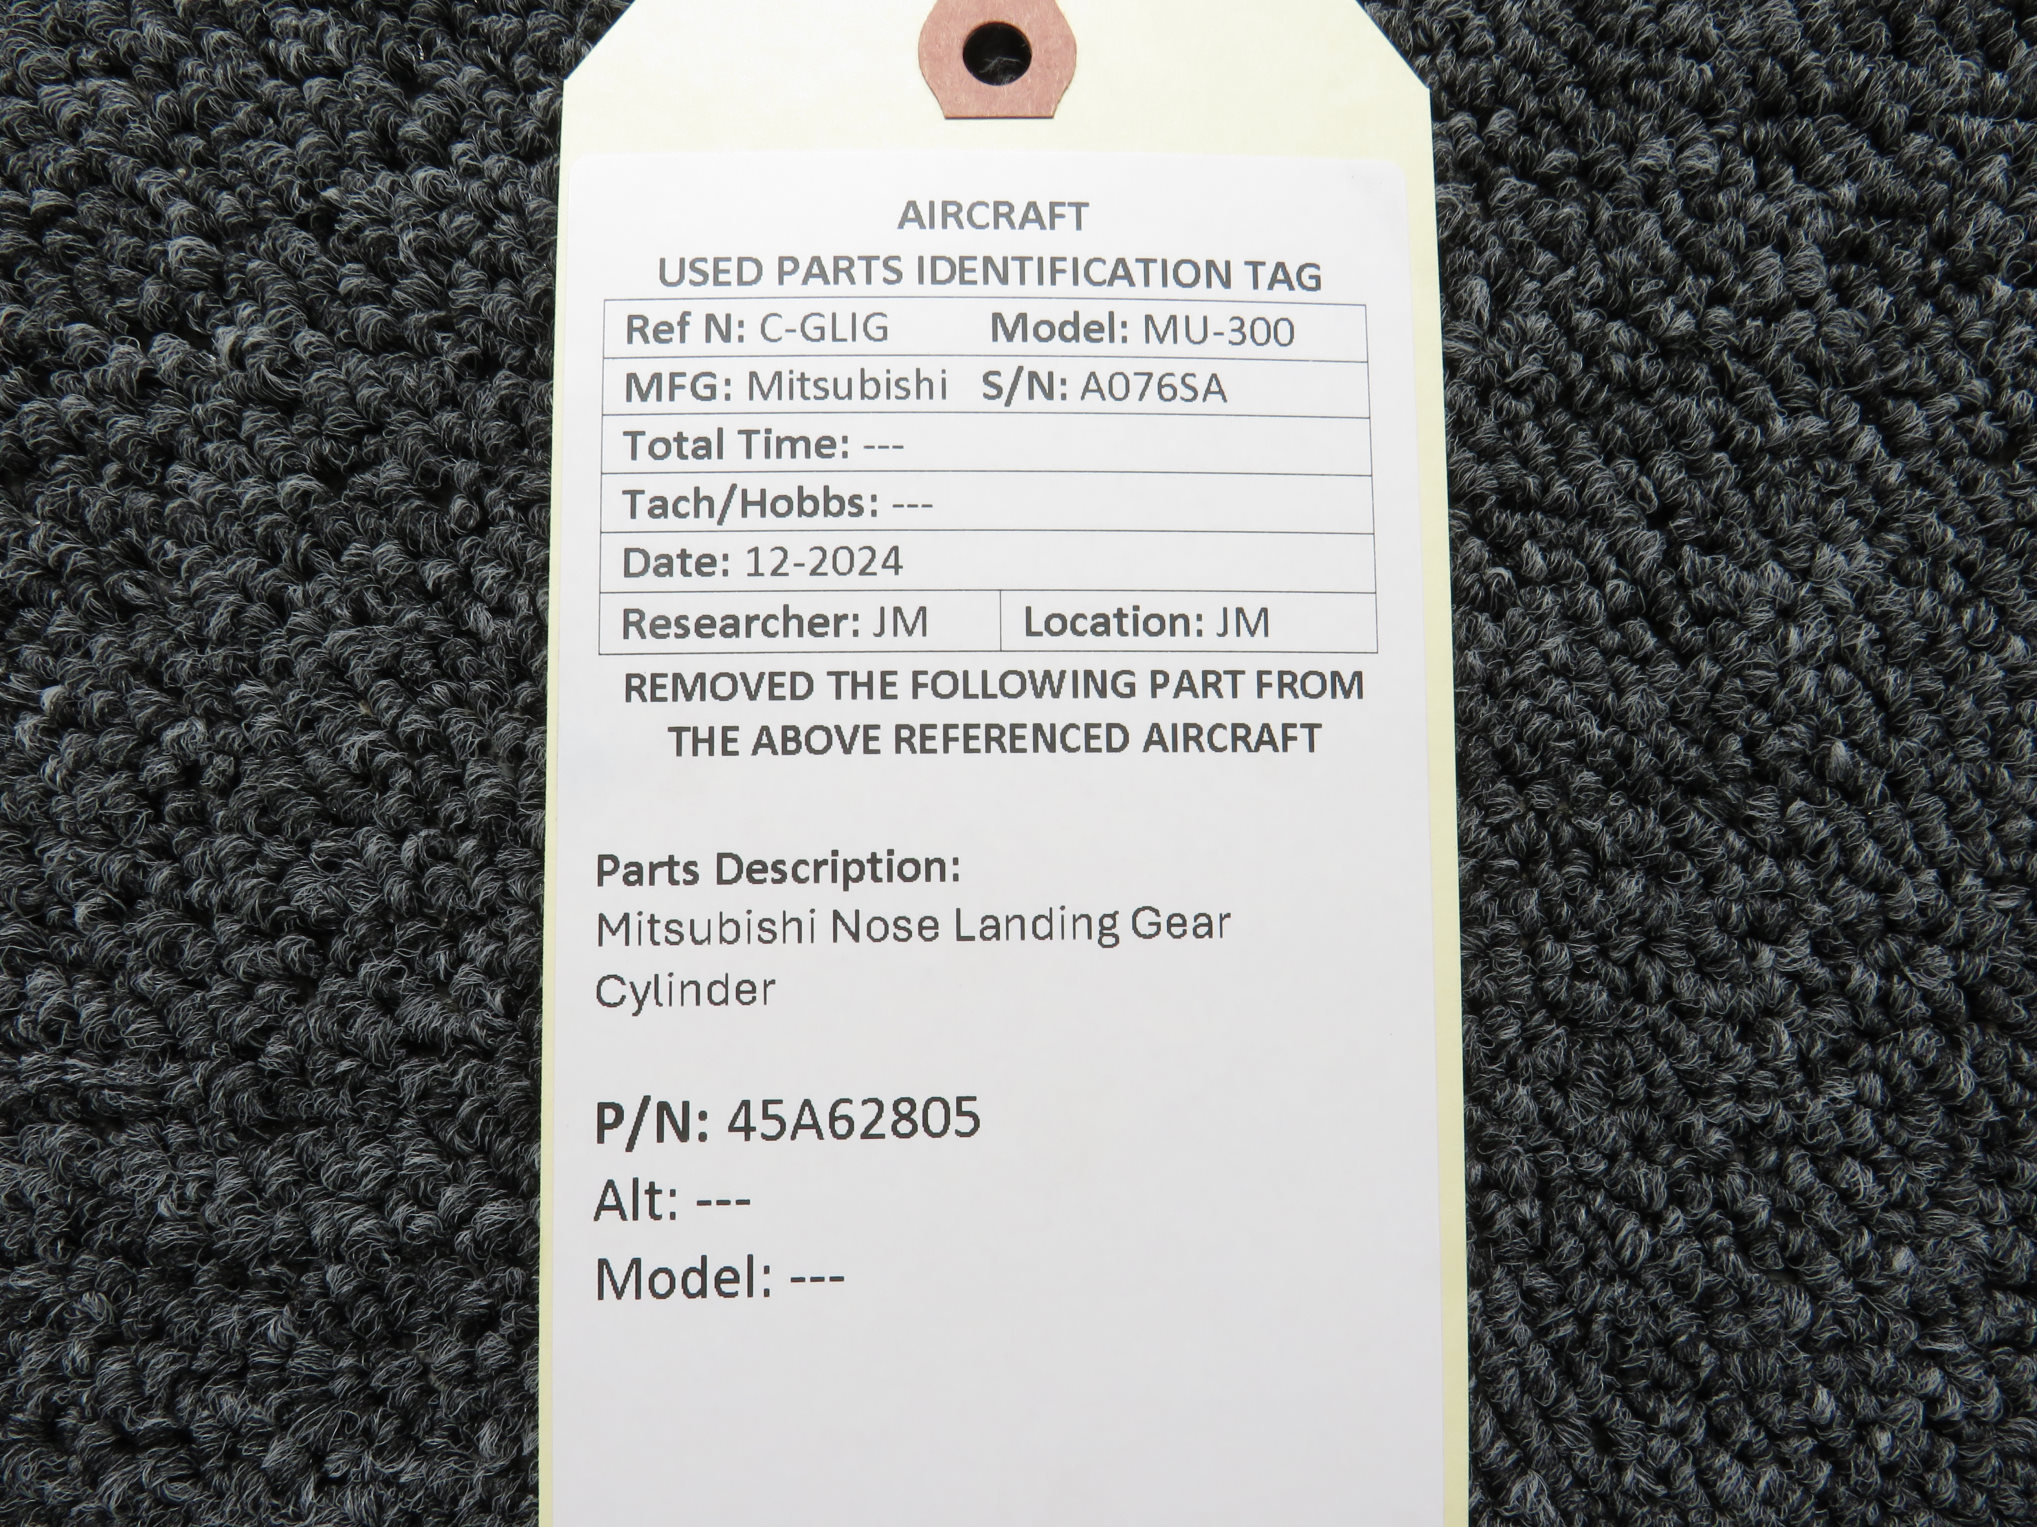 AIRCRAFT
USED PARTS IDENTIFICATION TAG
Ref N: C-GLIG Model: MU-300
MFG: Mitsubishi S/N: A076SA
Total Time: ---
Tach/Hobbs: ---
Date: 12-2024
Researcher: JM Location: JM
REMOVED THE FOLLOWING PART FROM
THE ABOVE REFERENCED AIRCRAFT
Parts Description:
Mitsubishi Nose Landing Gear
Cylinder
P/N: 45A62805
Alt: ---
Model: ---